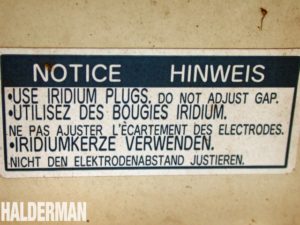 NOTICE HINWEIS
•USE IRIDIUM PLUGS. DO NOT ADJUST GAP.
•UTILISEZ DES BOUGIES IRIDIUM.
NE PAS AJUSTER L'ÉCARTEMENT DES ELECTRODES.
•IRIDIUMKERZE VERWENDEN.
NICHT DEN ELEKTRODENABSTAND JUSTIEREN.
HALDERMAN